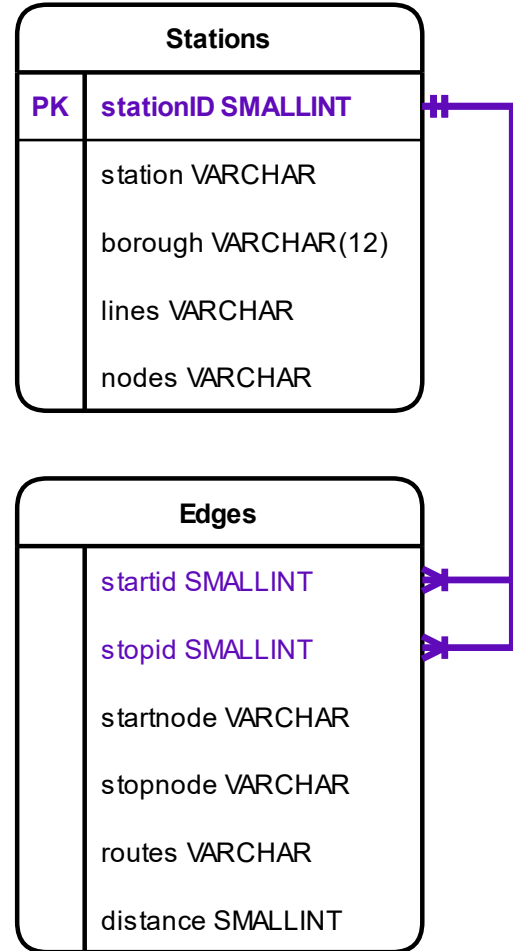 Stations
PK stationID SMALLINT
station VARCHAR
borough VARCHAR(12)
lines VARCHAR
nodes VARCHAR
Edges
startid SMALLINT
stopid SMALLINT
startnode VARCHAR
stopnode VARCHAR
routes VARCHAR
distance SMALLINT